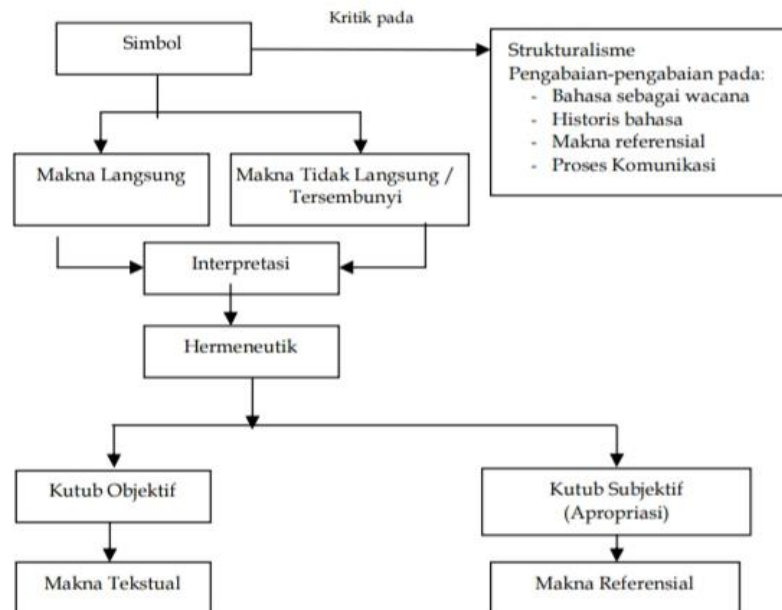 Kritik pada
Simbol
Strukturalisme
Pengabaian-pengabaian pada:
- Bahasa sebagai wacana
- Historis bahasa
- Makna referensial
- Proses Komunikasi
Makna Langsung
Makna Tidak Langsung /
Tersembunyi
Interpretasi
Hermeneutik
Kutub Objektif
Kutub Subjektif
(Apropriasi)
Makna Tekstual
Makna Referensial